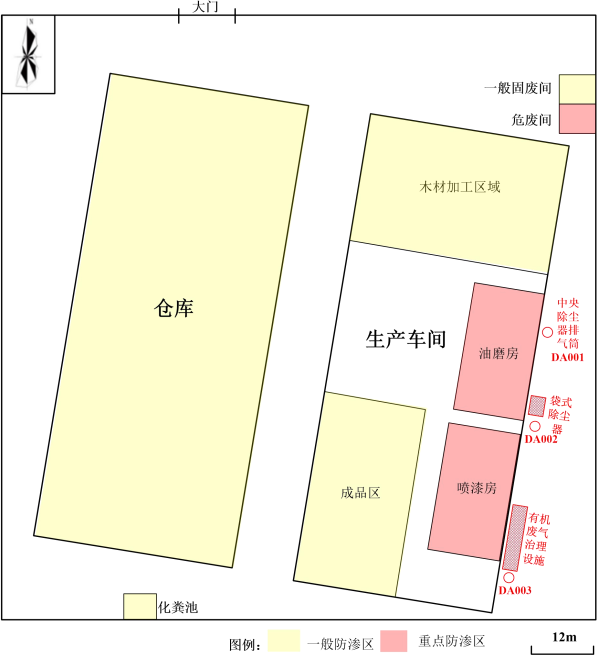 大门
N
一般固废间
危废间
木材加工区域
仓库
生产车间
中央
除尘
器排
气筒
DA001
油磨房
袋式
除尘
器
DA002
成品区
喷漆房
有机
废气
治理
设施
DA003
化粪池
图例：
一般防渗区
重点防渗区
12m